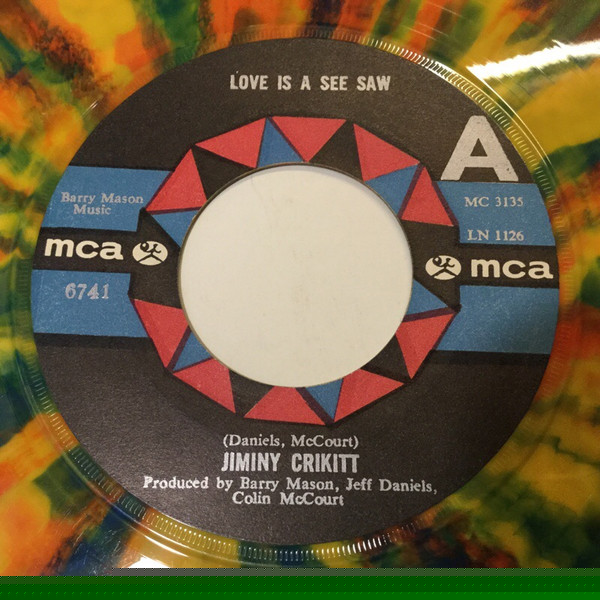 LOVE IS A SEE SAW
A
Barry Mason
Music
MC 3135
LN 1126
mca
mca
6741
(Daniels, McCourt)
JIMINY CRIKITT
Produced by Barry Mason, Jeff Daniels,
Colin McCourt